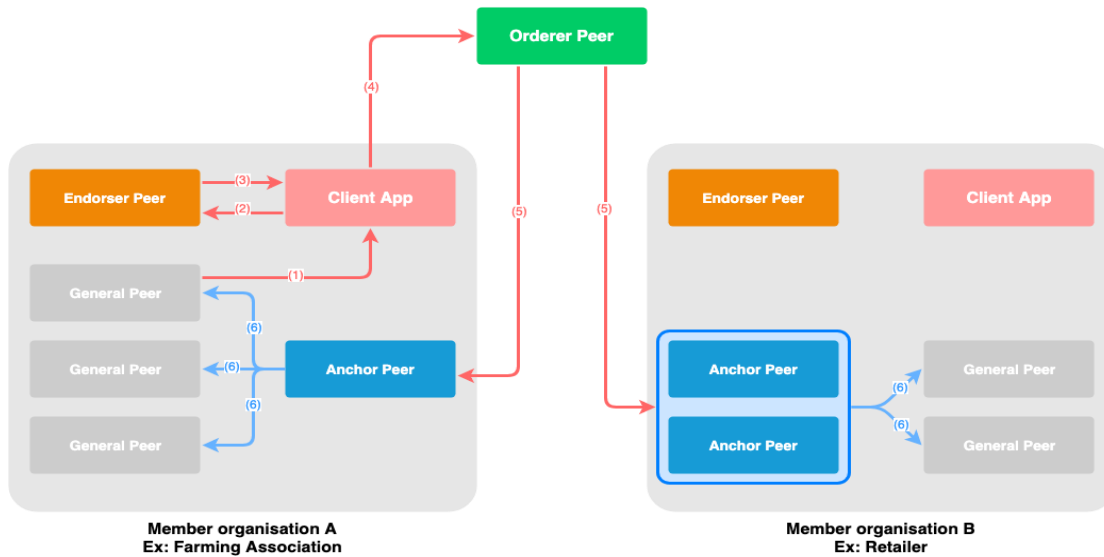 Orderer Peer
(4)
Endorser Peer
(3)
(2)
Client App
(5)
(5)
Endorser Peer
Client App
General Peer
(1)
(6)
General Peer
(6)
Anchor Peer
(6)
General Peer
Anchor Peer
Anchor Peer
(6)
(6)
General Peer
General Peer
Member organisation A
Ex: Farming Association
Member organisation B
Ex: Retailer